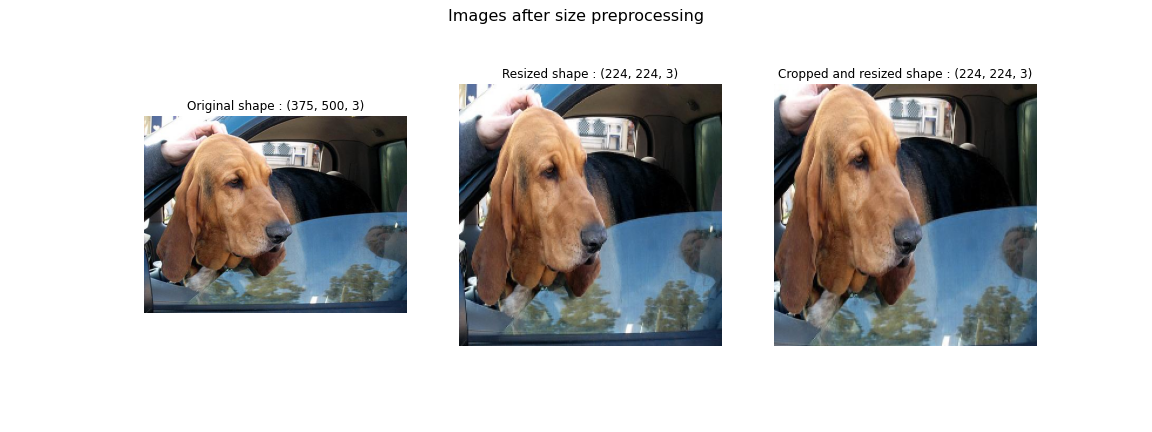 Images after size preprocessing
Original shape : (375, 500, 3)
Resized shape : (224, 224, 3)
Cropped and resized shape : (224, 224, 3)